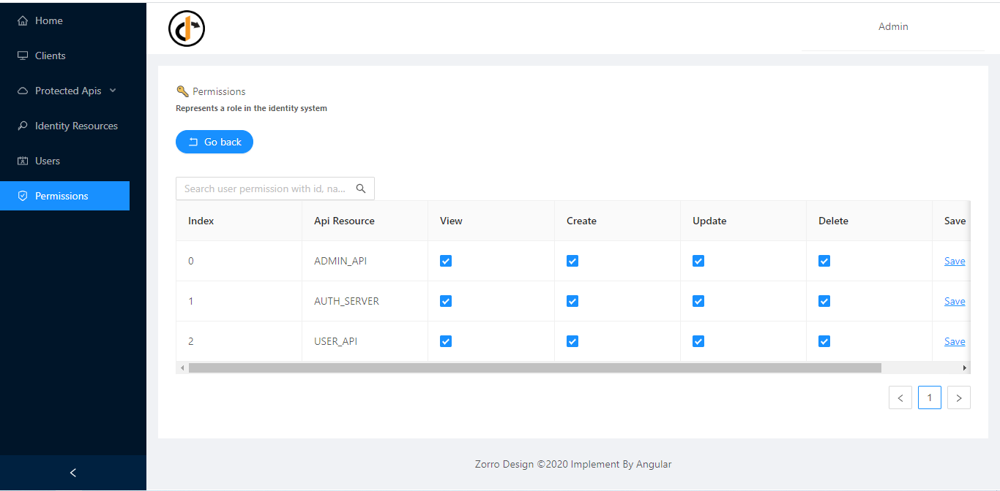 Home
Clients
Protected Apis
Identity Resources
Users
Permissions
Admin
Permissions
Represents a role in the identity system
Go back
Search user permission with id, na...
Index Api Resource View Create Update Delete Save
0 ADMIN_API Save
1 AUTH_SERVER Save
2 USER_API Save
1
Zorro Design ©2020 Implement By Angular